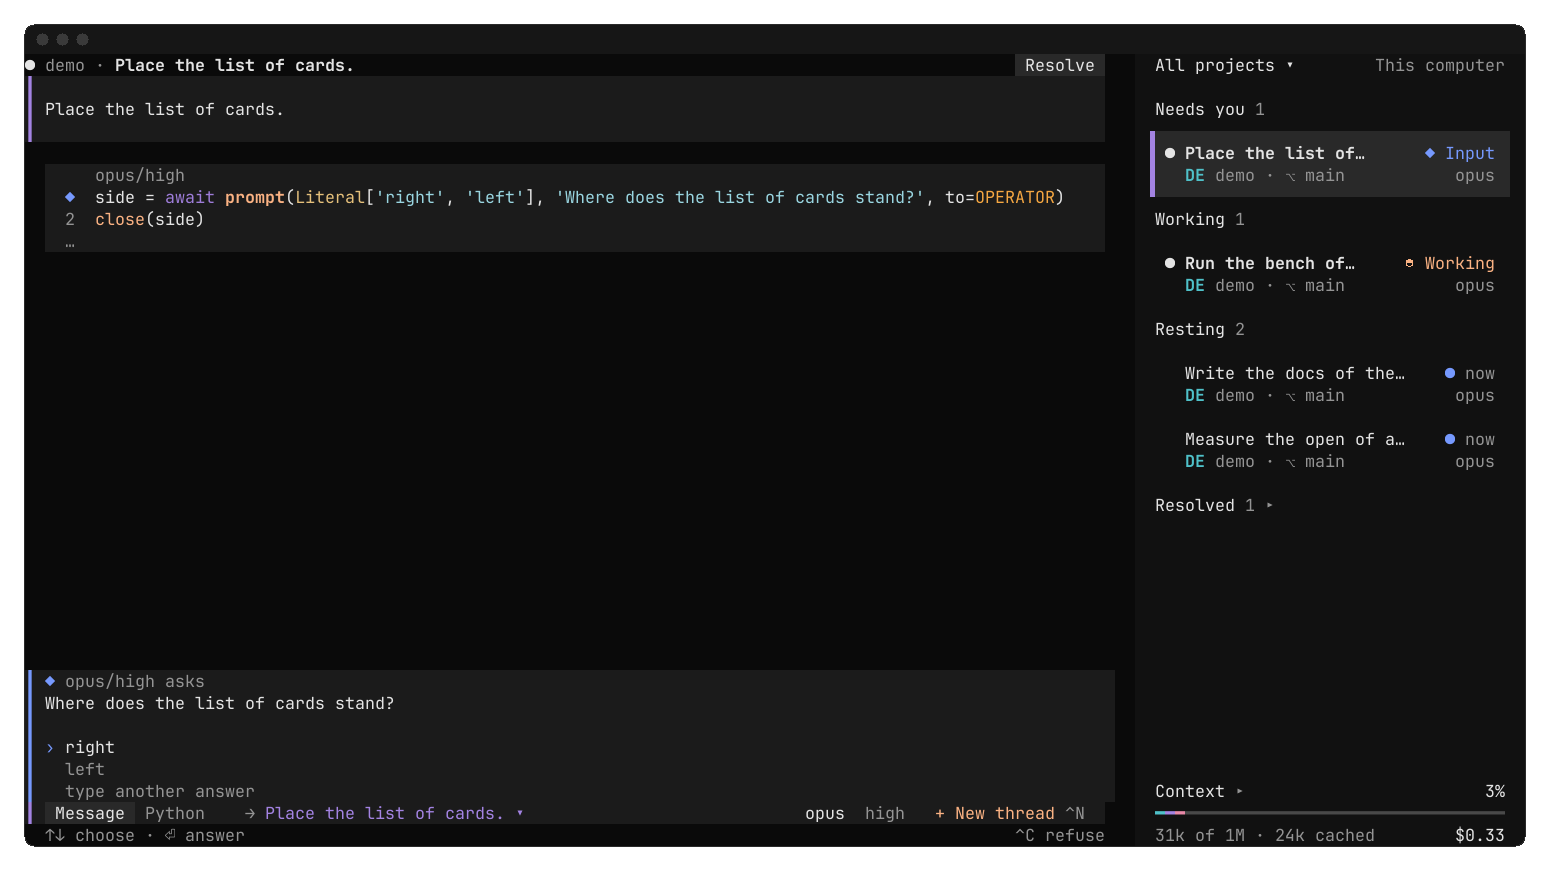 demo · Place the list of cards.
Resolve
Place the list of cards.
opus/high
◆ side = await prompt(Literal['right', 'left'], 'Where does the list of cards stand?', to=OPERATOR)
2 close(side)
…
◆ opus/high asks
Where does the list of cards stand?
› right
left
type another answer
Message Python → Place the list of cards. ▾ opus high + New thread ^N
↑↓ choose · ⏎ answer ^C refuse
All projects ▾ This computer
Needs you 1
Place the list of… ◆ Input
DE demo · ⌥ main opus
Working 1
Run the bench of… Working
DE demo · ⌥ main opus
Resting 2
Write the docs of the… now
DE demo · ⌥ main opus
Measure the open of a… now
DE demo · ⌥ main opus
Resolved 1 ▸
Context ▸ 3%
31k of 1M · 24k cached $0.33